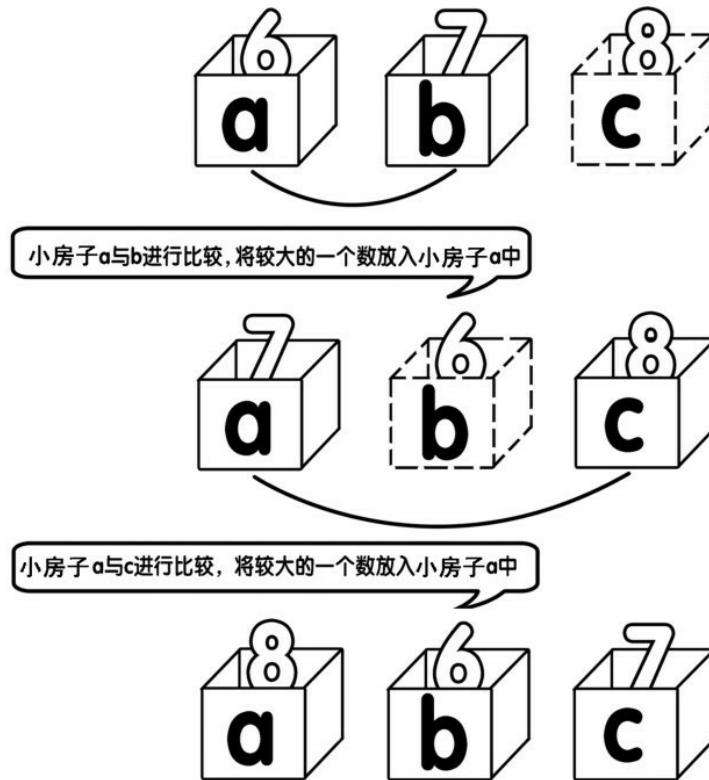 6 7 8
a b c
小房子a与b进行比较,将较大的一个数放入小房子a中
7 6 8
a b c
小房子a与c进行比较，将较大的一个数放入小房子a中
8 6 7
a b c